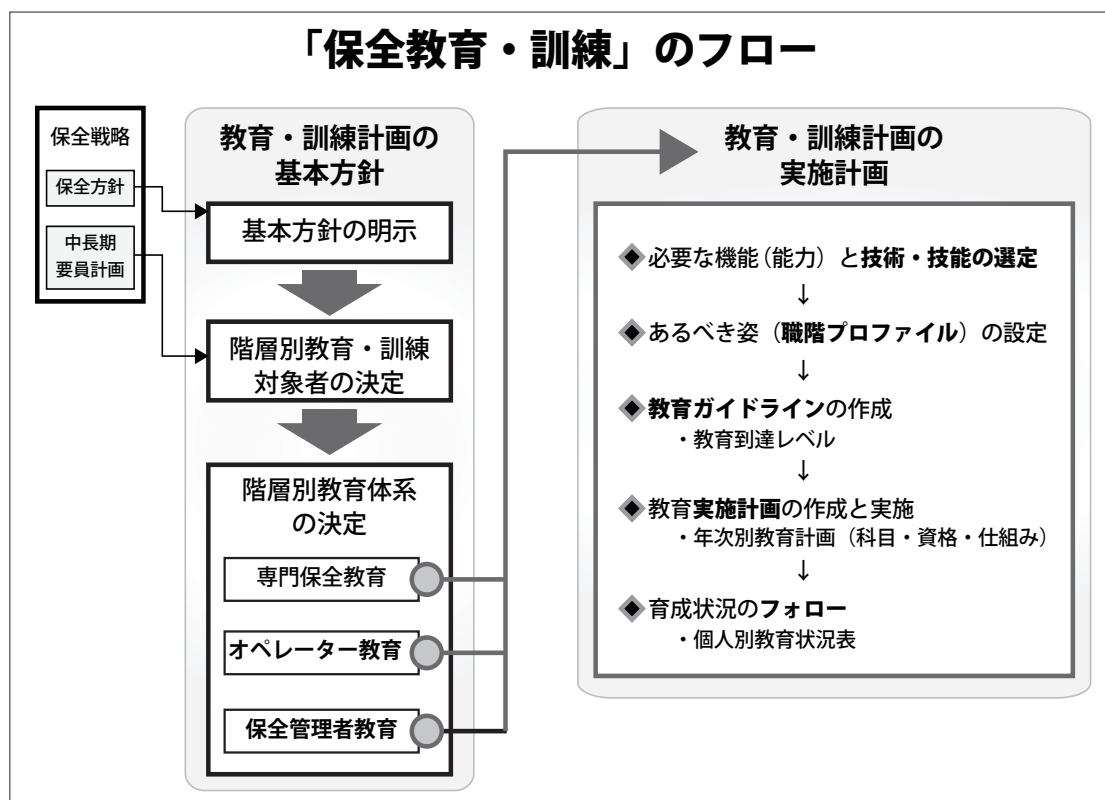 「保全教育・訓練」のフロー
保全戦略
保全方針
中長期
要員計画
教育・訓練計画の
基本方針
基本方針の明示
階層別教育・訓練
対象者の決定
階層別教育体系
の決定
専門保全教育
オペレーター教育
保全管理者教育
教育・訓練計画の
実施計画
◆必要な機能(能力)と技術・技能の選定
↓
◆あるべき姿（職階プロファイル）の設定
↓
◆教育ガイドラインの作成
・教育到達レベル
↓
◆教育実施計画の作成と実施
・年次別教育計画（科目・資格・仕組み）
↓
◆育成状況のフォロー
・個人別教育状況表